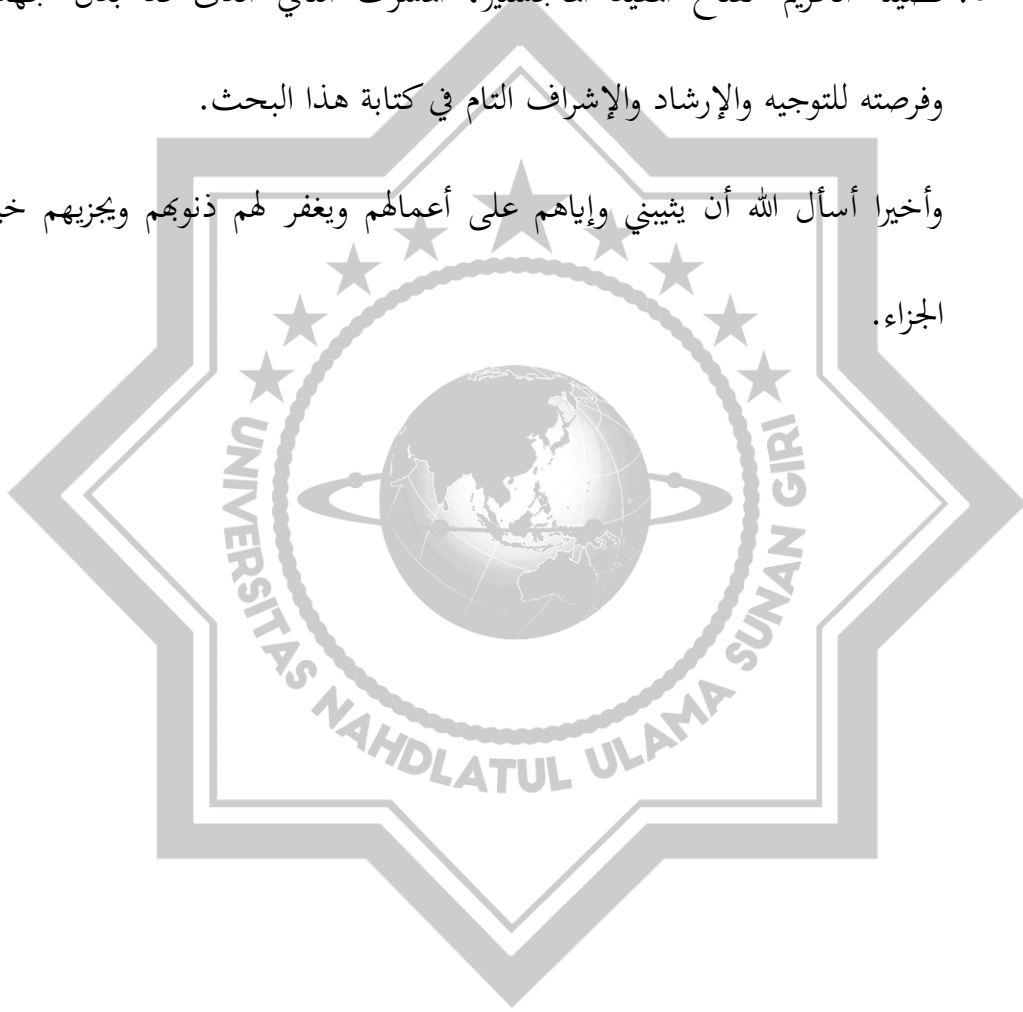 وفرصته للتوجيه والإرشاد والإشراف التام في كتابة هذا البحث.
وأخيرا أسأل الله أن يثيبني وإياهم على أعمالهم ويغفر لهم ذنوبهم ويجزيهم
الجزاء.
UNIVERSITAS NAHDLATUL ULAMA SUNAN GIRI